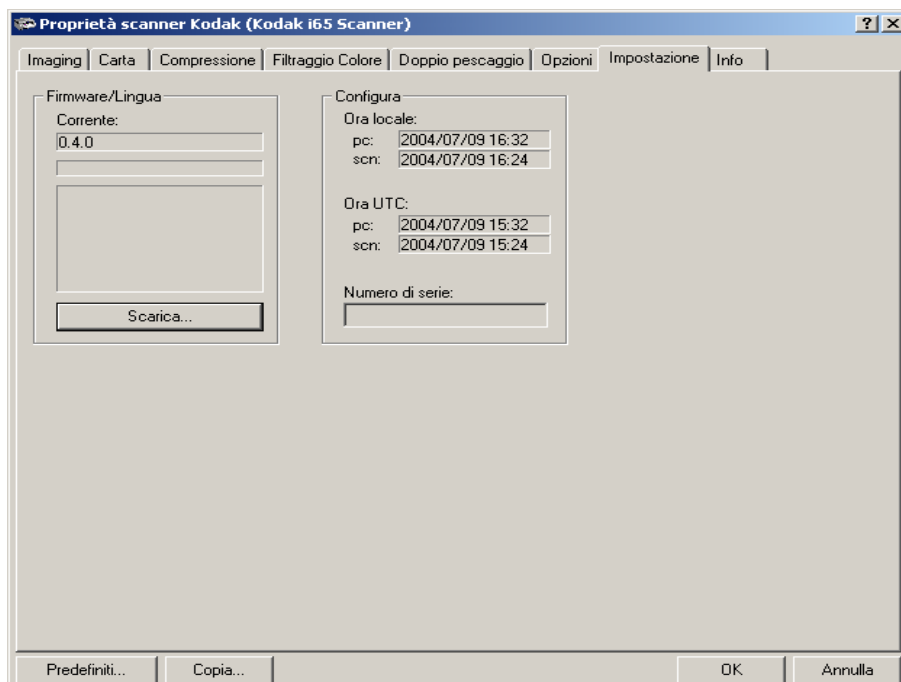 Proprietà scanner Kodak (Kodak i65 Scanner)
Imaging Carta Compressione Filtraggio Colore Doppio pescaggio Opzioni Impostazione Info
Firmware/Lingua
Corrente:
0.4.0
Scarica...
Configura
Ora locale:
pc: 2004/07/09 16:32
scn: 2004/07/09 16:24
Ora UTC:
pc: 2004/07/09 15:32
scn: 2004/07/09 15:24
Numero di serie:
Predefiniti... Copia... OK Annulla